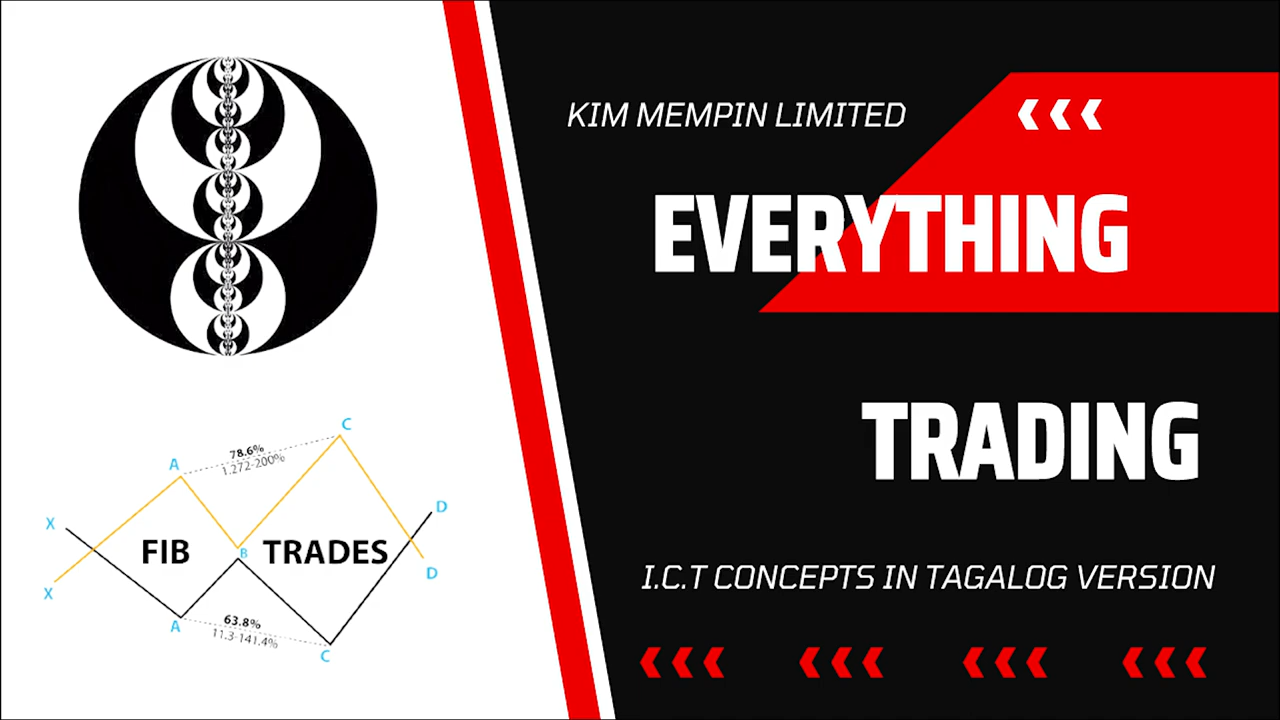 KIM MEMPIN LIMITED
EVERYTHING
TRADING
I.C.T CONCEPTS IN TAGALOG VERSION
C
A
78.6%
1.272-200%
X
D
FIB
B
TRADES
X
D
A
63.8%
11.3-141.4%
C